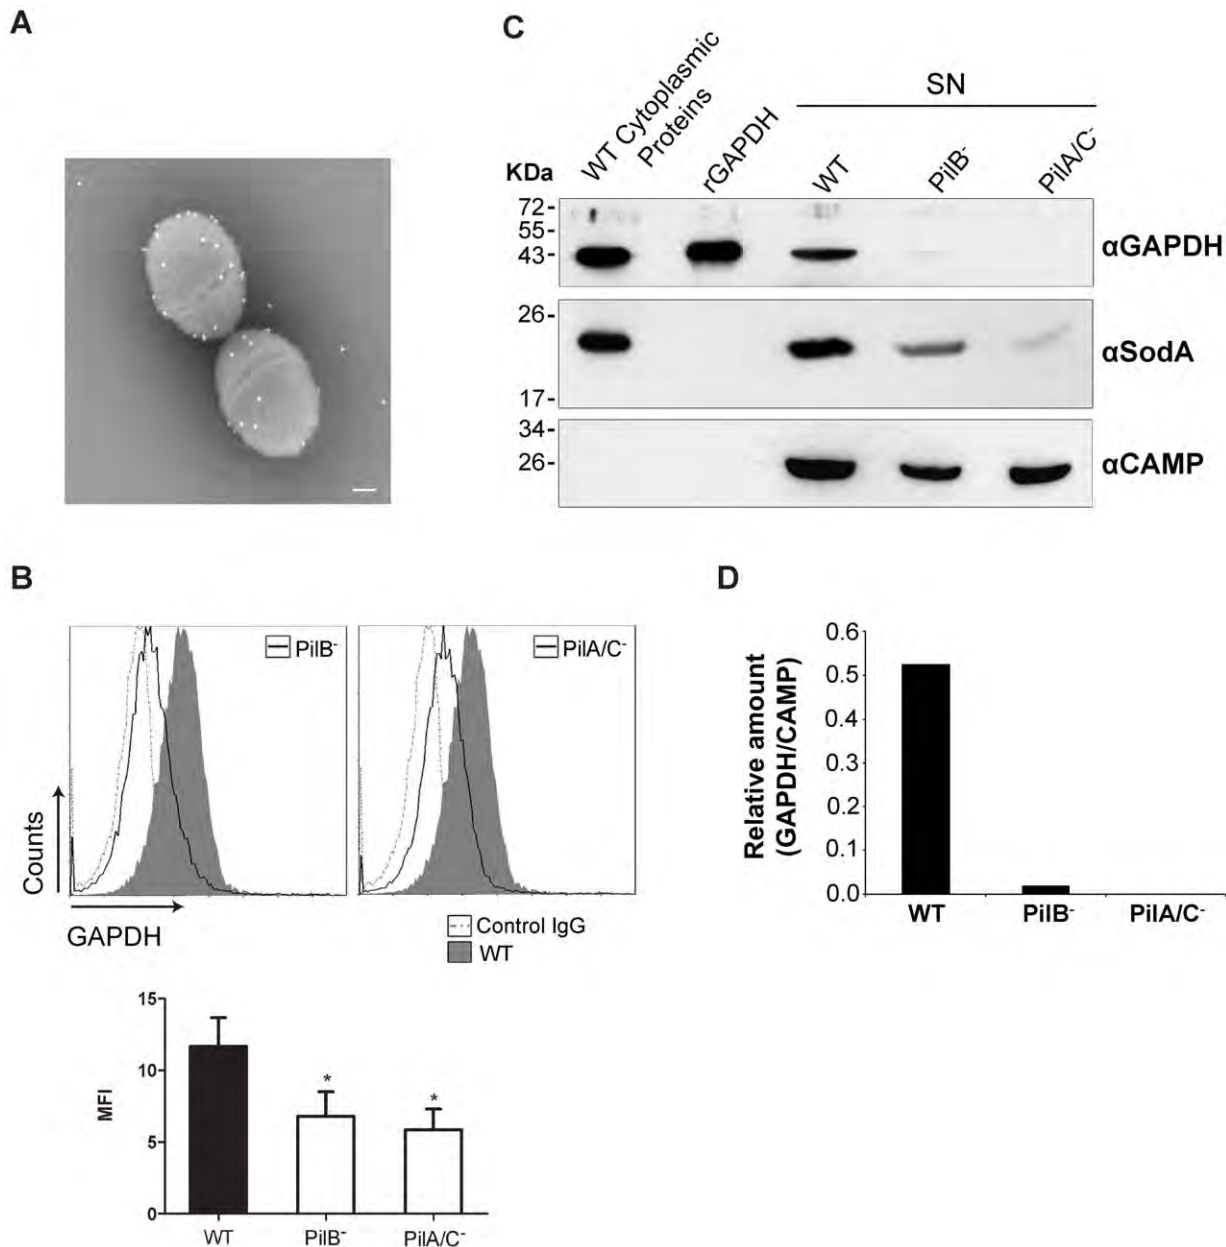 A
C
WT Cytoplasmic
Proteins
rGAPDH
SN
WT
PilB-
PilA/C-
KDa
72-
55-
43-
αGAPDH
26-
17-
αSodA
34-
26-
αCAMP
B
PilB-
PilA/C-
Counts
GAPDH
Control IgG
WT
15
10
5
0
MFI
WT
PilB-
PilA/C-
D
Relative amount
(GAPDH/CAMP)
0.6
0.5
0.4
0.3
0.2
0.1
0.0
WT
PilB-
PilA/C-
*
*